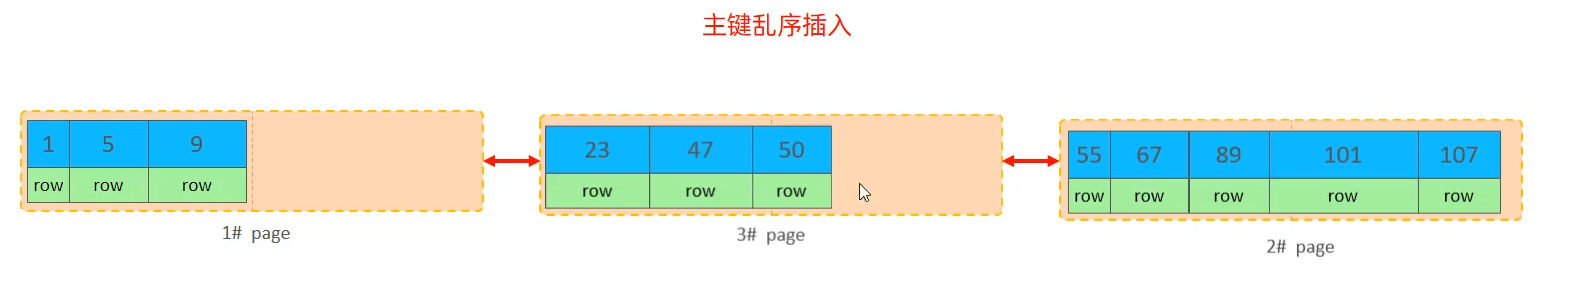 主键乱序插入
1 5 9
row row row
1# page
23 47 50
row row row
3# page
55 67 89 101 107
row row row row row
2# page